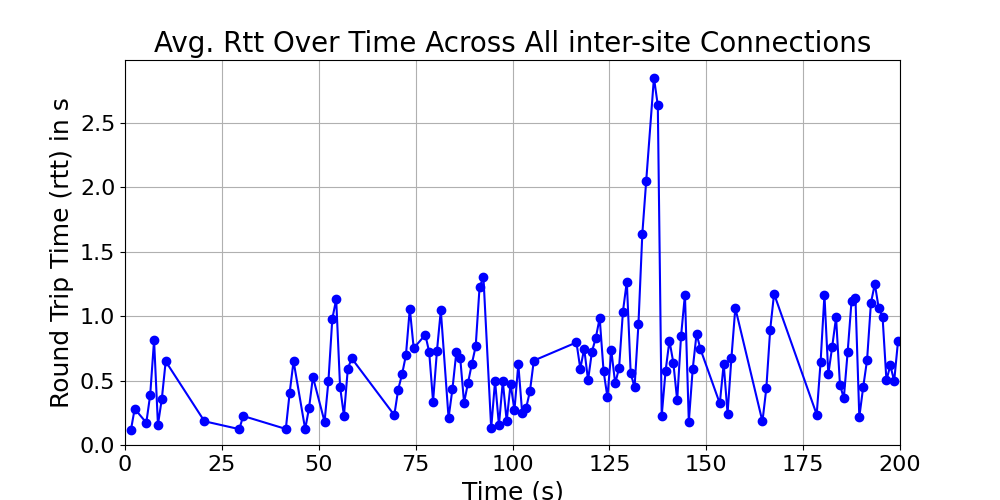 Avg. Rtt Over Time Across All inter-site Connections
Round Trip Time (rtt) in s
2.5
2.0
1.5
1.0
0.5
0.0
0 25 50 75 100 125 150 175 200
Time (s)